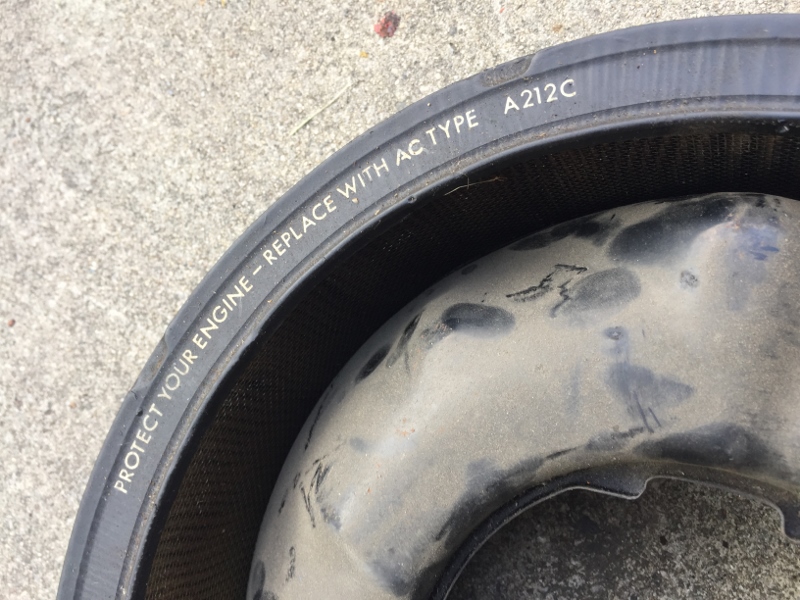 PROTECT YOUR ENGINE – REPLACE WITH AC TYPE A212C